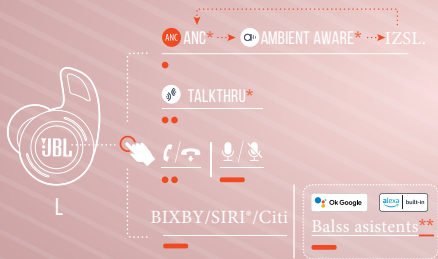 ANC ANC* AMBIENT AWARE* IZSL.
TALKTHRU*
JBL
/
/
L
BIXBY/SIRI*/Citi
Ok Google
alexa built-in
Balss asistents**